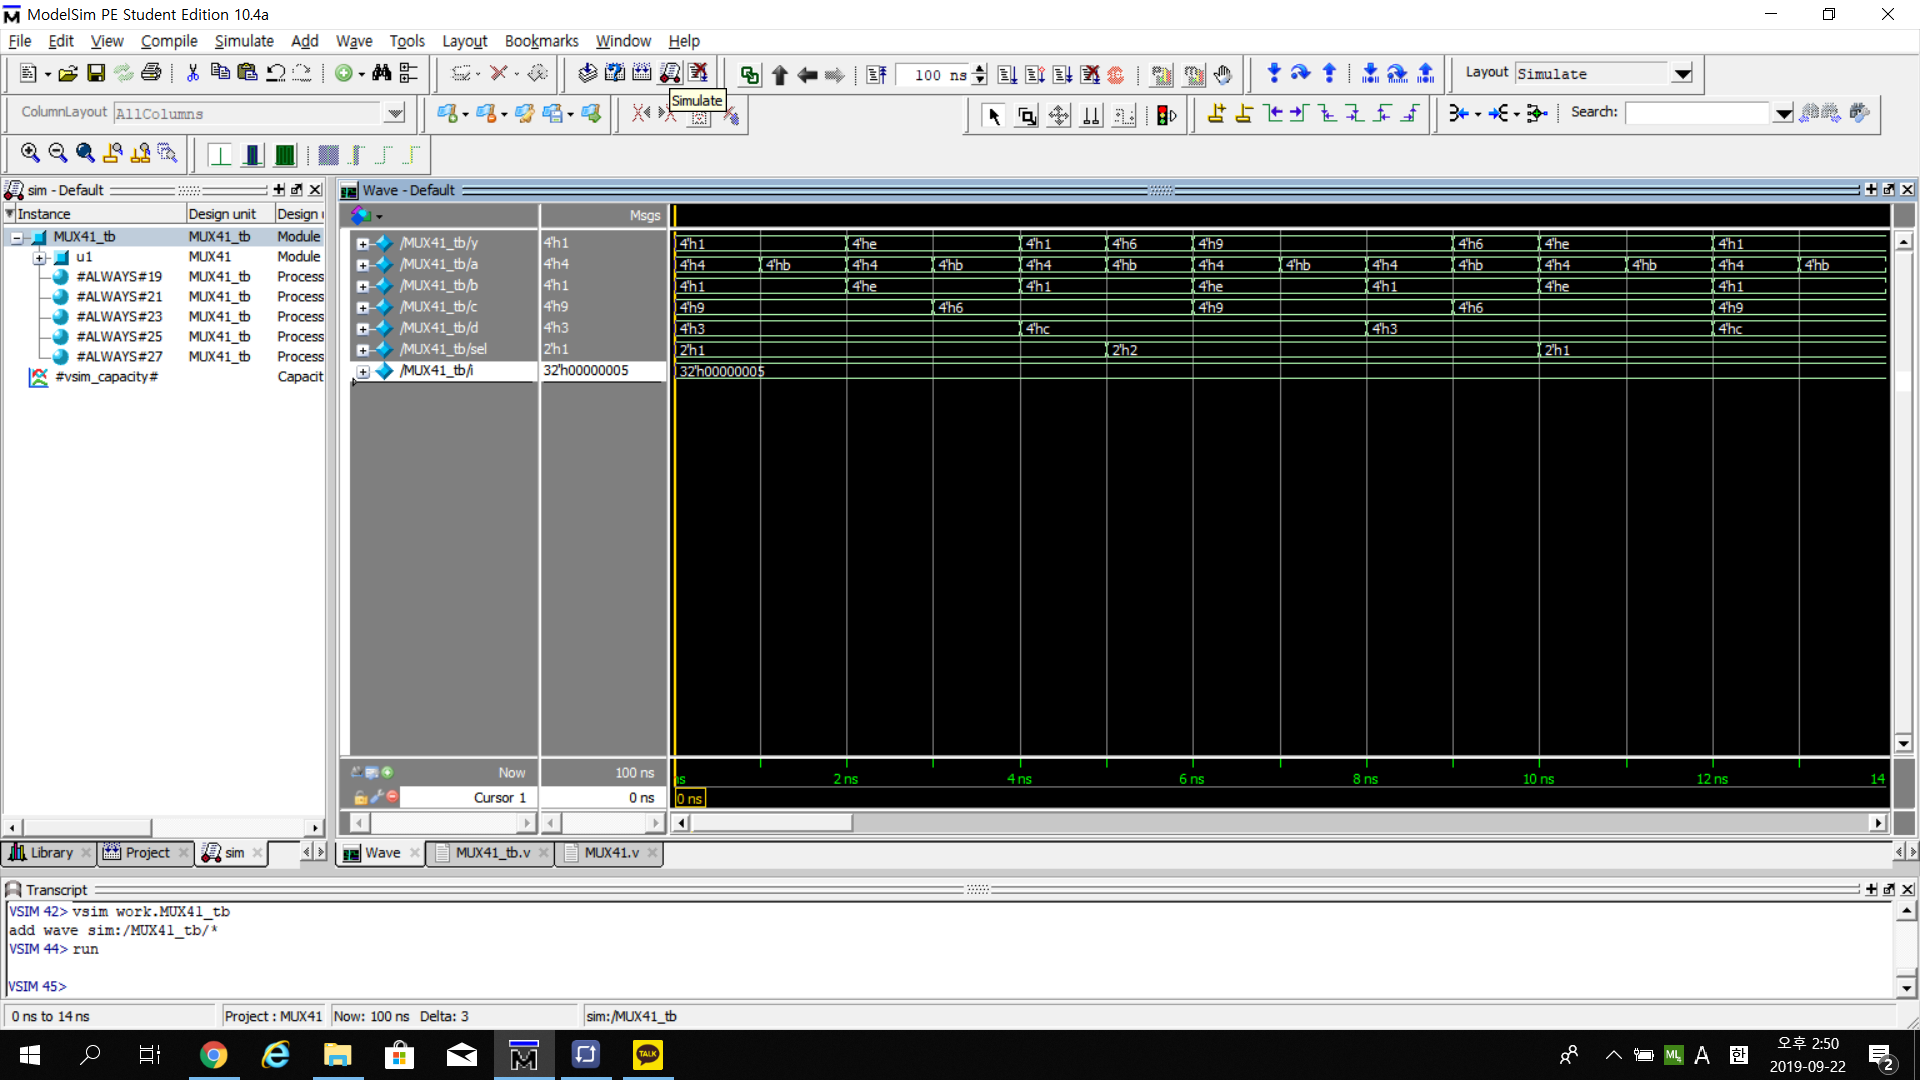 ModelSim PE Student Edition 10.4a
File Edit View Compile Simulate Add Wave Tools Layout Bookmarks Window Help
100 ns
Layout Simulate
Simulate
ColumnLayout AllColumns
Search:
sim - Default
Instance Design unit Design u
MUX41_tb MUX41_tb Module
u1 MUX41 Module
#ALWAYS#19 MUX41_tb Process
#ALWAYS#21 MUX41_tb Process
#ALWAYS#23 MUX41_tb Process
#ALWAYS#25 MUX41_tb Process
#ALWAYS#27 MUX41_tb Process
#vsim_capacity# Capacit
Wave - Default
Msgs
/MUX41_tb/y 4'h1 4'h1 4'he 4'h1 4'h6 4'h9 4'h6 4'he 4'h1
/MUX41_tb/a 4'h4 4'h4 4'hb 4'h4 4'hb 4'h4 4'hb 4'h4 4'hb 4'h4 4'hb 4'h4 4'hb 4'h4 4'hb
/MUX41_tb/b 4'h1 4'h1 4'he 4'h1 4'he 4'h1 4'he 4'h1
/MUX41_tb/c 4'h9 4'h9 4'h6 4'h9 4'h6 4'h9
/MUX41_tb/d 4'h3 4'h3 4'hc 4'h3 4'hc
/MUX41_tb/sel 2'h1 2'h1 2'h2 2'h1
/MUX41_tb/i 32'h00000005 32'h00000005
Now 100 ns ns 2 ns 4 ns 6 ns 8 ns 10 ns 12 ns 14
Cursor 1 0 ns 0 ns
Library Project sim
Wave MUX41_tb.v MUX41.v
Transcript
VSIM 42> vsim work.MUX41_tb
add wave sim:/MUX41_tb/*
VSIM 44> run
VSIM 45>
0 ns to 14 ns Project : MUX41 Now: 100 ns Delta: 3 sim:/MUX41_tb
TALK
A 한
오후 2:50
2019-09-22
2